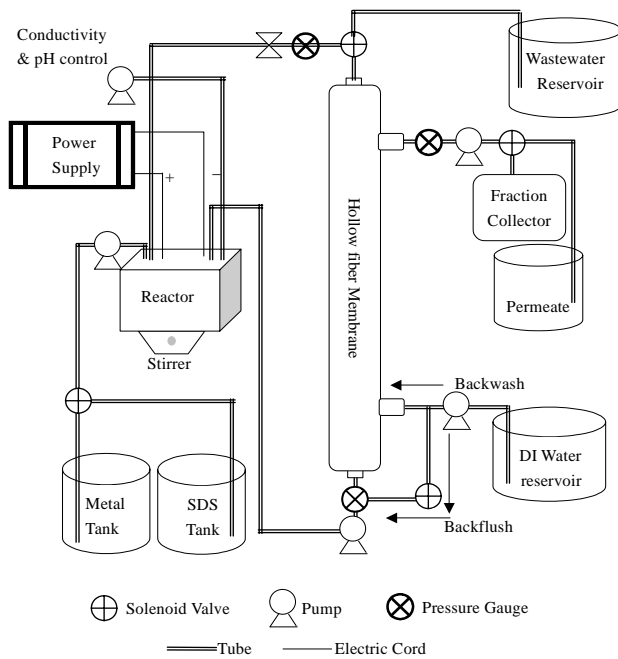 Conductivity
& pH control
Wastewater
Reservoir
Power
Supply
+
−
Fraction
Collector
Hollow fiber Membrane
Reactor
Permeate
Stirrer
Backwash
DI Water
reservoir
Metal
Tank
SDS
Tank
Backflush
Solenoid Valve
Pump
Pressure Gauge
Tube
Electric Cord